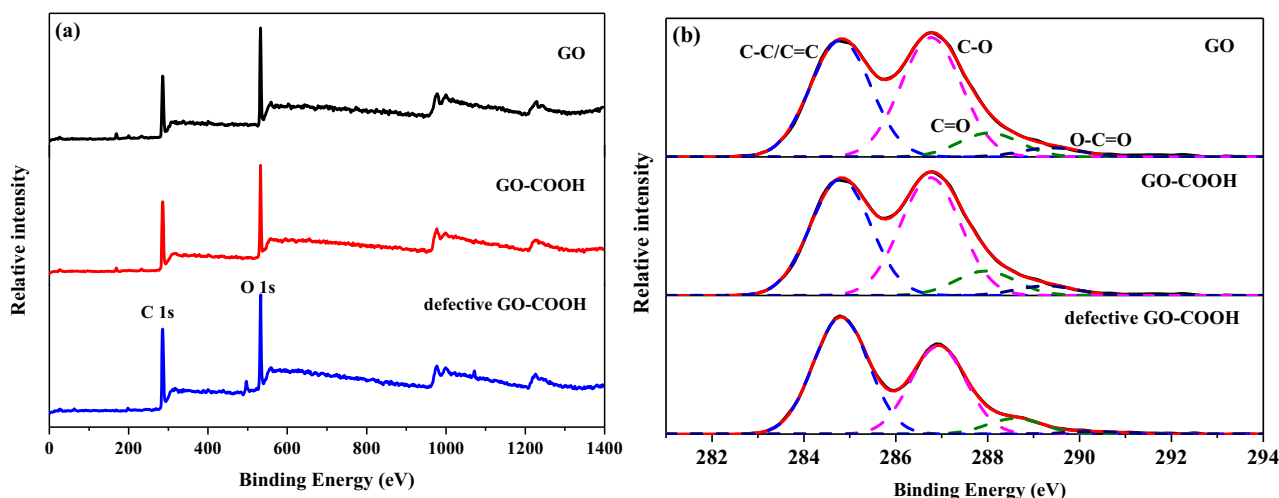 (a)
GO
GO-COOH
defective GO-COOH
C 1s
O 1s
Relative intensity
0 200 400 600 800 1000 1200 1400
Binding Energy (eV)
(b)
GO
C-C/C=C
C-O
C=O
O-C=O
GO-COOH
defective GO-COOH
Relative intensity
282 284 286 288 290 292 294
Binding Energy (eV)